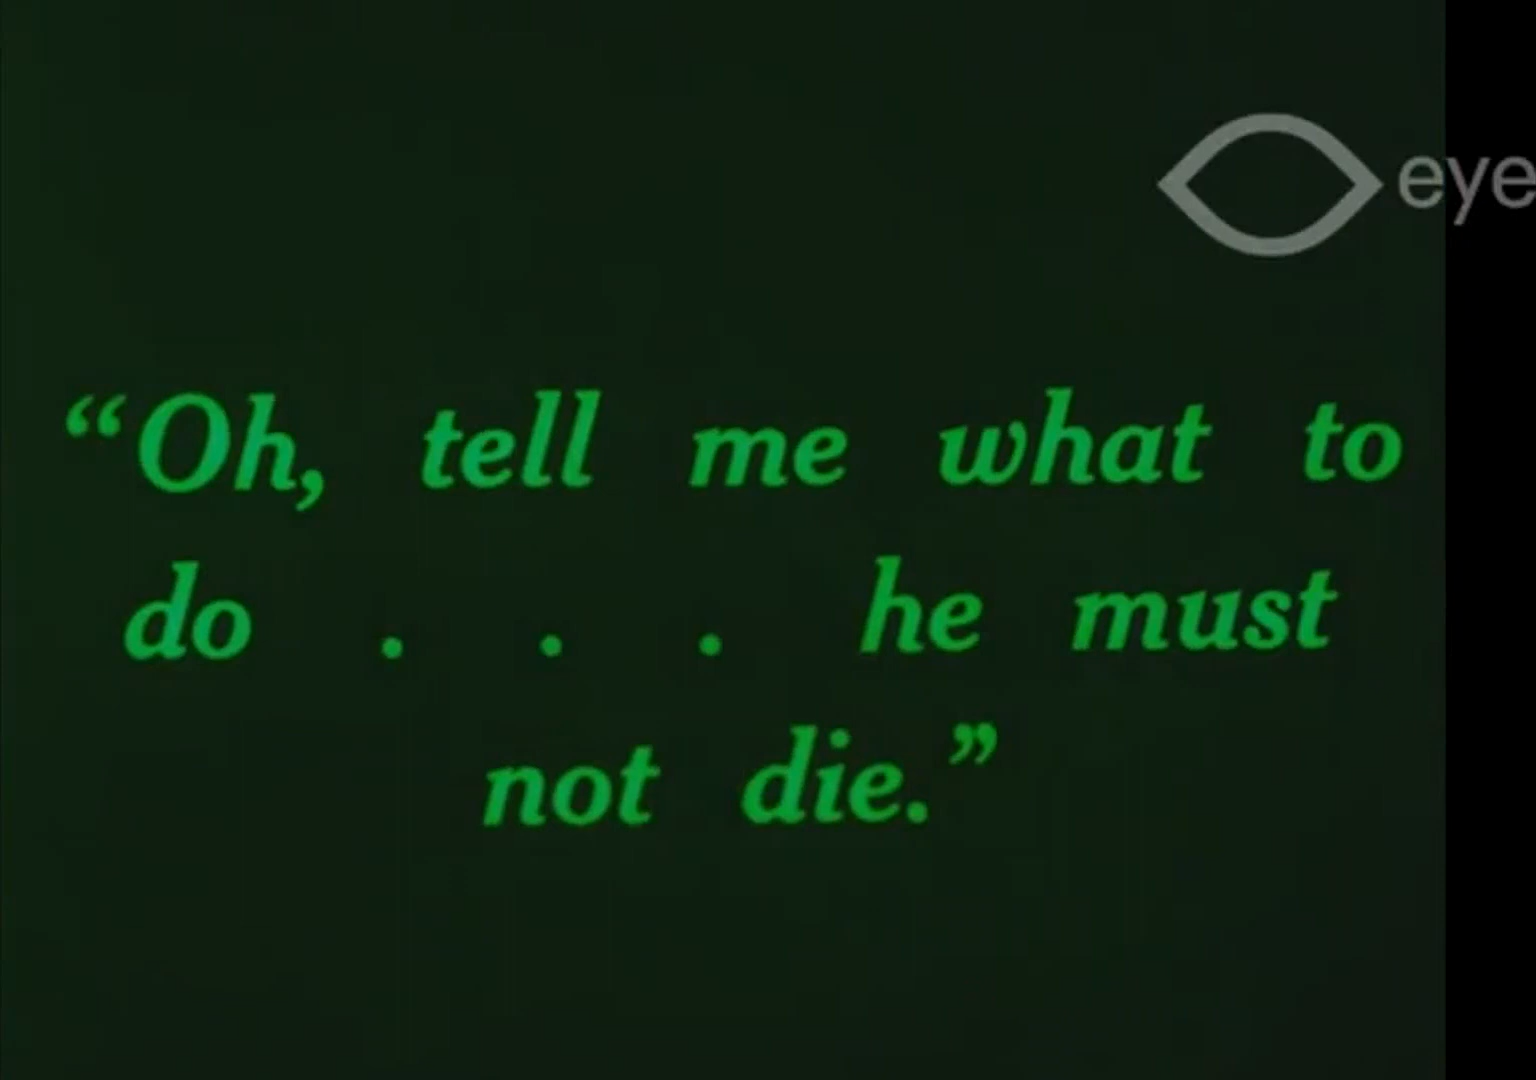 eye
“Oh, tell me what to
do . . . he must
not die.”